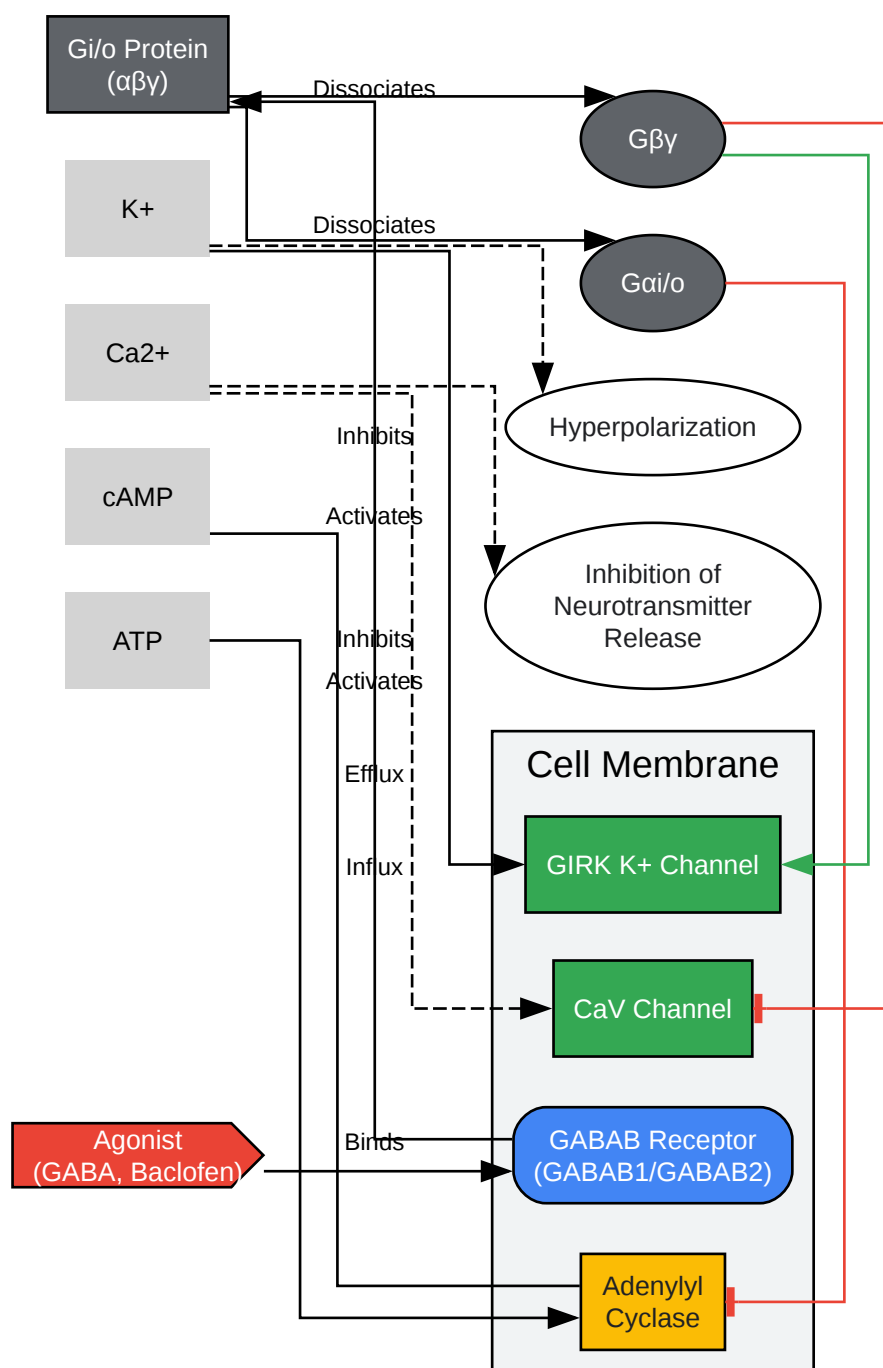 Gi/o Protein
(αβγ)
Dissociates
Gβγ
K+
Dissociates
Gαi/o
Ca2+
Hyperpolarization
Inhibits
cAMP
Activates
Inhibition of
Neurotransmitter
Release
ATP
Inhibits
Activates
Cell Membrane
Efflux
GIRK K+ Channel
Influx
CaV Channel
Agonist
(GABA, Baclofen)
Binds
GABAB Receptor
(GABAB1/GABAB2)
Adenylyl
Cyclase